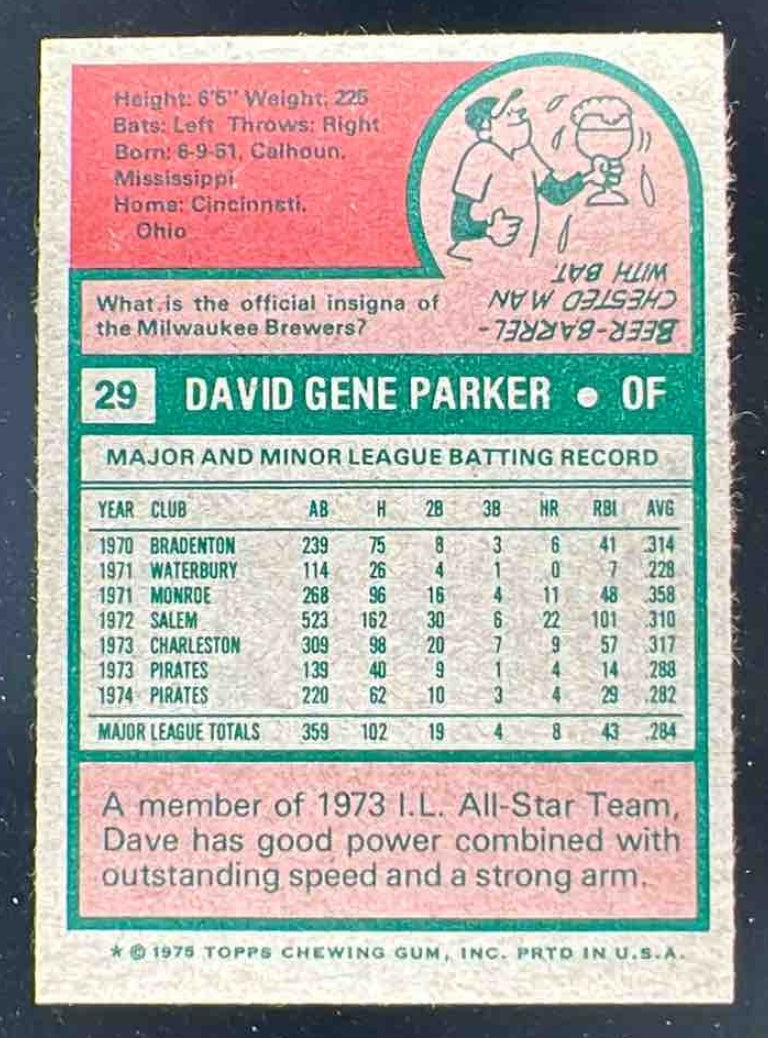 Height: 6'5" Weight: 225
Bats: Left Throws: Right
Born: 6-9-51, Calhoun,
Mississippi
Home: Cincinnati,
Ohio
What is the official insigna of
the Milwaukee Brewers?
BEER-BARREL-
CHESTED MAN
WITH BAT
29 DAVID GENE PARKER • OF
MAJOR AND MINOR LEAGUE BATTING RECORD
YEAR CLUB AB H 2B 3B HR RBI AVG
1970 BRADENTON 239 75 8 3 6 41 .314
1971 WATERBURY 114 26 4 1 0 7 .228
1971 MONROE 268 96 16 4 11 48 .358
1972 SALEM 523 162 30 6 22 101 .310
1973 CHARLESTON 309 98 20 7 9 57 .317
1973 PIRATES 139 40 9 1 4 14 .288
1974 PIRATES 220 62 10 3 4 29 .282
MAJOR LEAGUE TOTALS 359 102 19 4 8 43 .284
A member of 1973 I.L. All-Star Team,
Dave has good power combined with
outstanding speed and a strong arm.
* © 1975 TOPPS CHEWING GUM, INC. PRTD IN U.S.A.